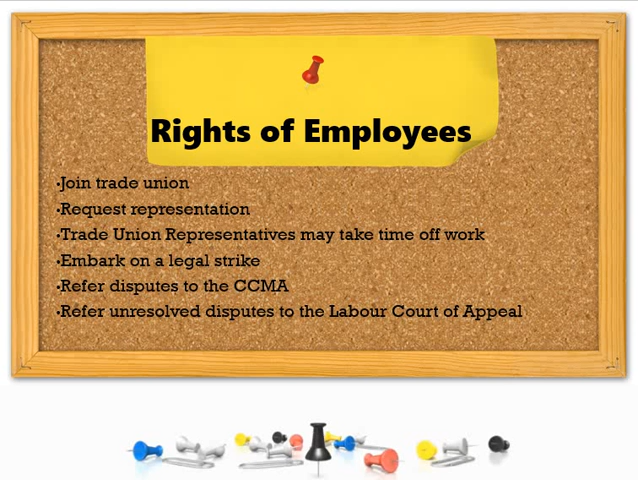 Rights of Employees
•Join trade union
•Request representation
•Trade Union Representatives may take time off work
•Embark on a legal strike
•Refer disputes to the CCMA
•Refer unresolved disputes to the Labour Court of Appeal